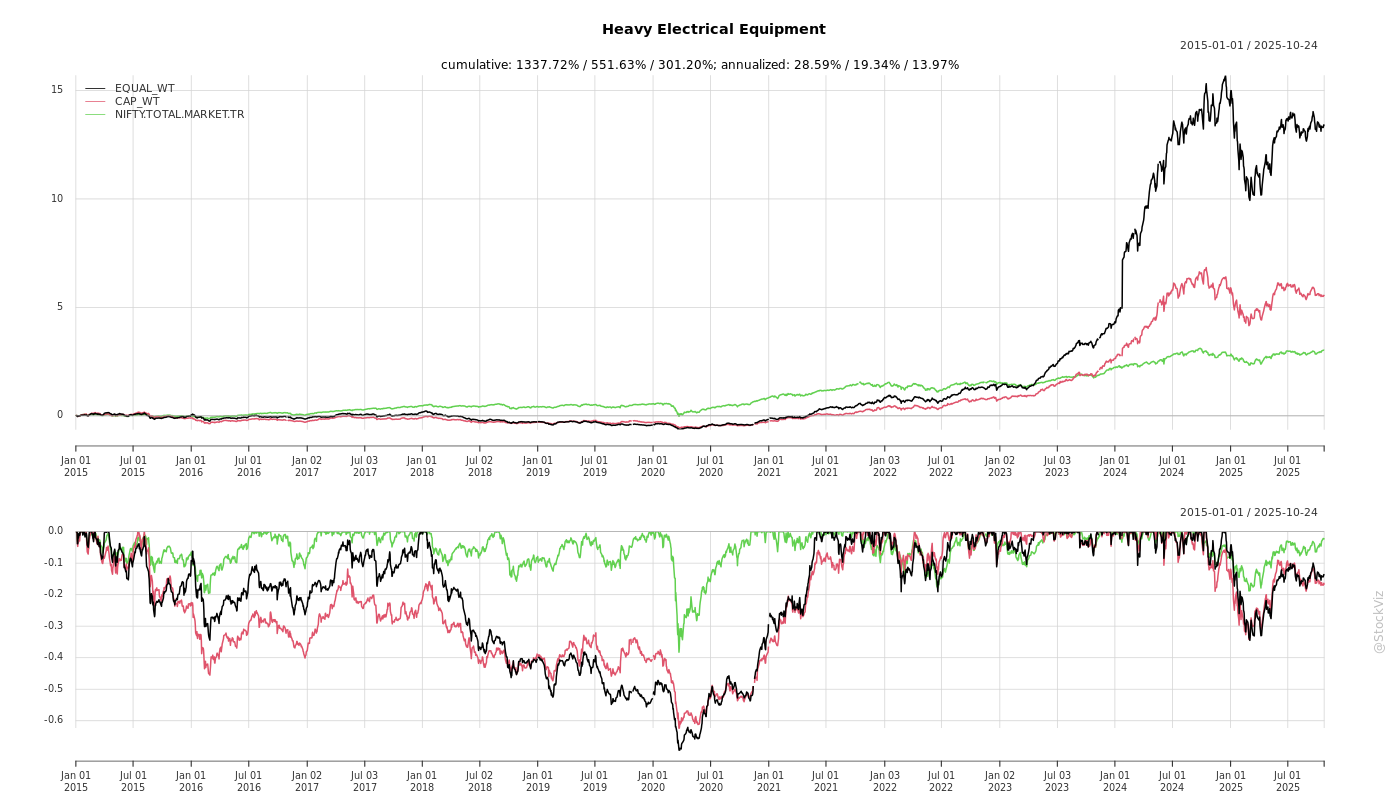 Heavy Electrical Equipment
2015-01-01 / 2025-10-24
cumulative: 1337.72% / 551.63% / 301.20%; annualized: 28.59% / 19.34% / 13.97%
EQUAL_WT
CAP_WT
NIFTY.TOTAL.MARKET.TR
15
10
5
0
Jan 01 Jul 01 Jan 01 Jul 01 Jan 02 Jul 03 Jan 01 Jul 02 Jan 01 Jul 01 Jan 01 Jul 01 Jan 01 Jul 01 Jan 03 Jul 01 Jan 02 Jul 03 Jan 01 Jul 01 Jan 01 Jul 01
2015 2015 2016 2016 2017 2017 2018 2018 2019 2019 2020 2020 2021 2021 2022 2022 2023 2023 2024 2024 2025 2025
2015-01-01 / 2025-10-24
0.0
-0.1
-0.2
-0.3
-0.4
-0.5
-0.6
Jan 01 Jul 01 Jan 01 Jul 01 Jan 02 Jul 03 Jan 01 Jul 02 Jan 01 Jul 01 Jan 01 Jul 01 Jan 01 Jul 01 Jan 03 Jul 01 Jan 02 Jul 03 Jan 01 Jul 01 Jan 01 Jul 01
2015 2015 2016 2016 2017 2017 2018 2018 2019 2019 2020 2020 2021 2021 2022 2022 2023 2023 2024 2024 2025 2025
@StockViz